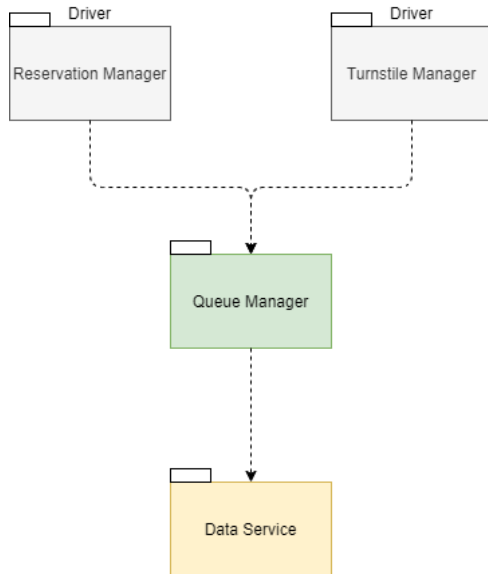 Driver
Driver
Reservation Manager
Turnstile Manager
Queue Manager
Data Service